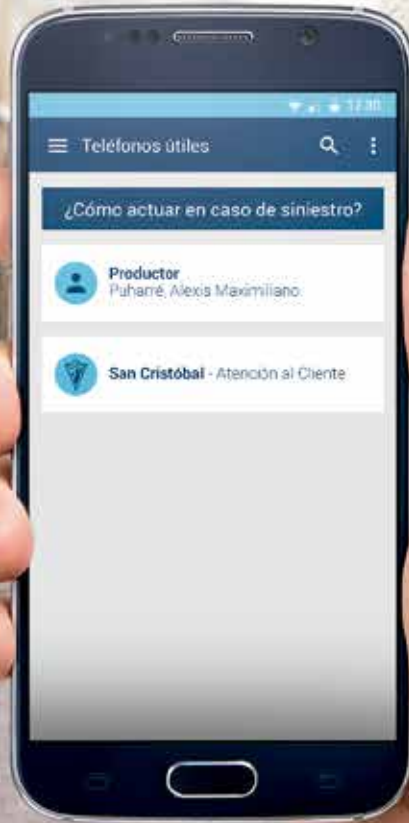 12:30
Teléfonos útiles
¿Cómo actuar en caso de siniestro?
Productor
Puharré, Alexis Maximiliano.
San Cristóbal - Atención al Cliente